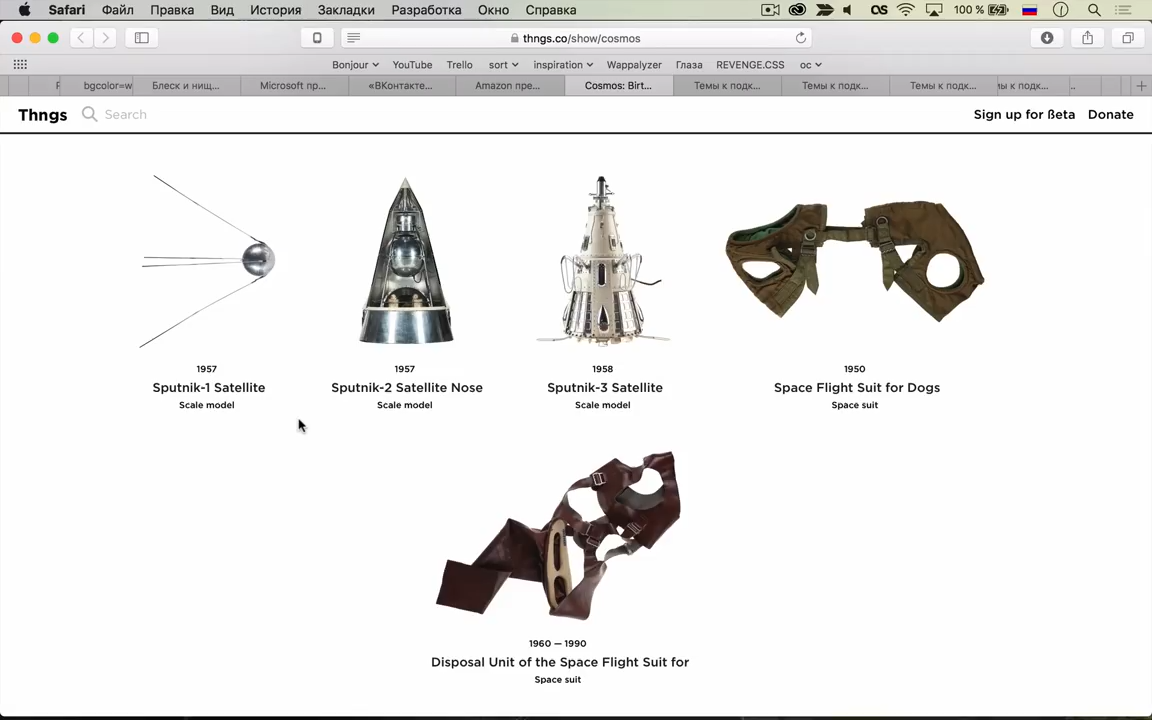 Safari Файл Правка Вид История Закладки Разработка Окно Справка 100 %
thngs.co/show/cosmos
Bonjour YouTube Trello sort inspiration Wappalyzer Глаза REVENGE.CSS ос
bgcolor=w Блеск и нищ... Microsoft пр... «ВКонтакте... Amazon пре... Cosmos: Birt... Темы к подк... Темы к подк... Темы к подк... мы к подк...
Thngs Search Sign up for ßeta Donate
1957 1957 1958 1950
Sputnik-1 Satellite Sputnik-2 Satellite Nose Sputnik-3 Satellite Space Flight Suit for Dogs
Scale model Scale model Scale model Space suit
1960 — 1990
Disposal Unit of the Space Flight Suit for
Space suit